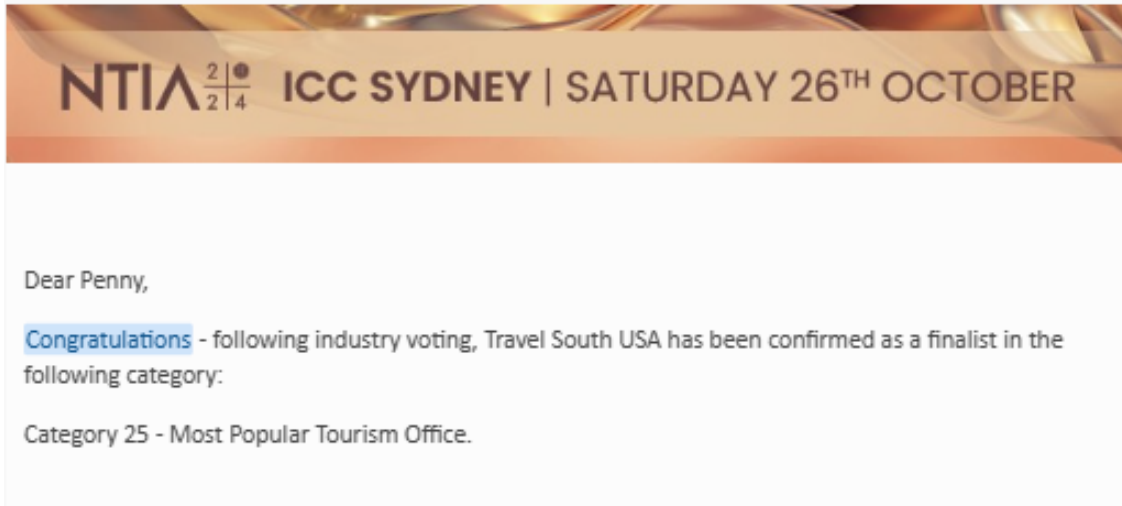 NTIA 2024 ICC SYDNEY | SATURDAY 26TH OCTOBER
Dear Penny,
Congratulations - following industry voting, Travel South USA has been confirmed as a finalist in the
following category:
Category 25 - Most Popular Tourism Office.